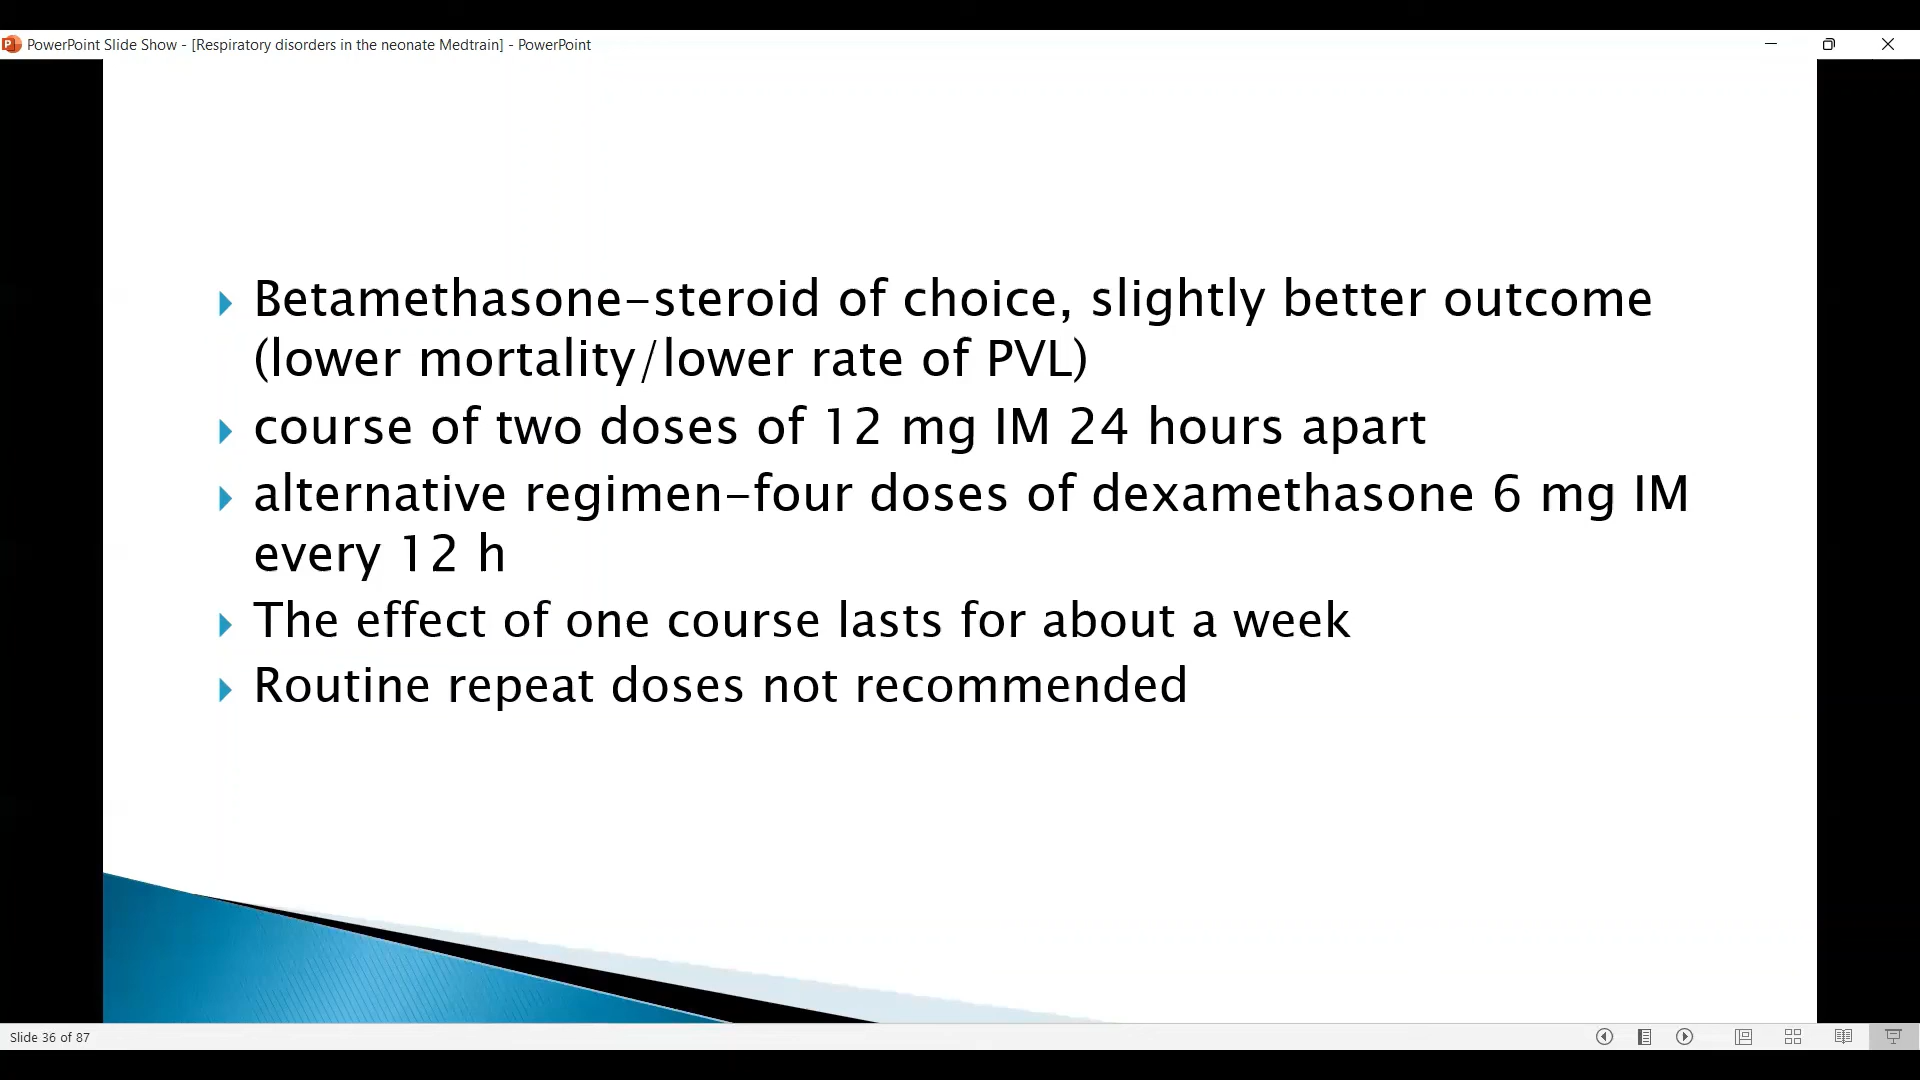 PowerPoint Slide Show - [Respiratory disorders in the neonate Medtrain] - PowerPoint
Betamethasone-steroid of choice, slightly better outcome
(lower mortality/lower rate of PVL)
course of two doses of 12 mg IM 24 hours apart
alternative regimen-four doses of dexamethasone 6 mg IM
every 12 h
The effect of one course lasts for about a week
Routine repeat doses not recommended
Slide 36 of 87